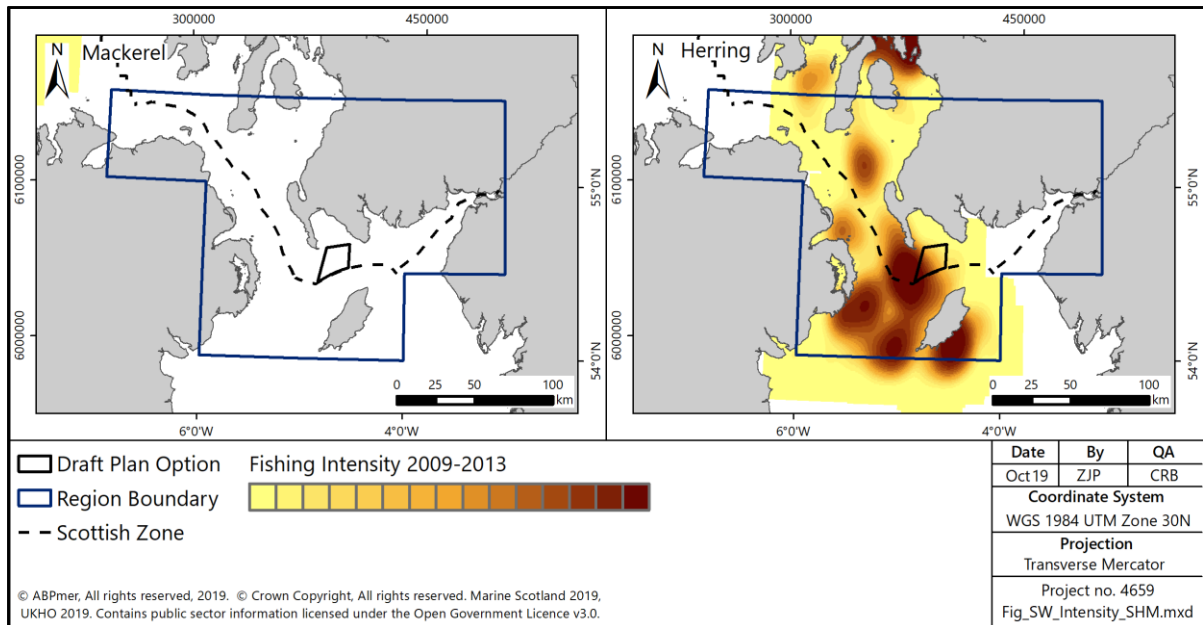 300000
450000
300000
450000
N
Mackerel
N
Herring
6100000
6000000
55°0'N
54°0'N
6100000
6000000
55°0'N
54°0'N
0 25 50 100
km
0 25 50 100
km
6°0'W
4°0'W
6°0'W
4°0'W
Draft Plan Option
Region Boundary
Scottish Zone
Fishing Intensity 2009-2013
Date By QA
Oct19 ZJP CRB
Coordinate System
WGS 1984 UTM Zone 30N
Projection
Transverse Mercator
Project no. 4659
Fig_SW_Intensity_SHM.mxd
© ABPmer, All rights reserved, 2019. © Crown Copyright, All rights reserved. Marine Scotland 2019,
UKHO 2019. Contains public sector information licensed under the Open Government Licence v3.0.